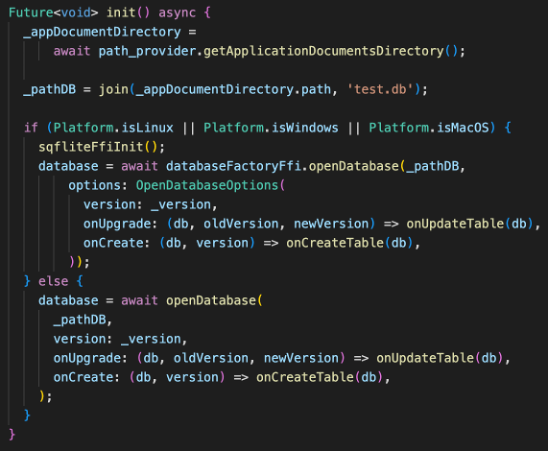 Future<void> init() async {
  _appDocumentDirectory =
      await path_provider.getApplicationDocumentsDirectory();

  _pathDB = join(_appDocumentDirectory.path, 'test.db');

  if (Platform.isLinux || Platform.isWindows || Platform.isMacOS) {
    sqfliteFfiInit();
    database = await databaseFactoryFfi.openDatabase(_pathDB,
        options: OpenDatabaseOptions(
          version: _version,
          onUpgrade: (db, oldVersion, newVersion) => onUpdateTable(db),
          onCreate: (db, version) => onCreateTable(db),
        ));
  } else {
    database = await openDatabase(
      _pathDB,
      version: _version,
      onUpgrade: (db, oldVersion, newVersion) => onUpdateTable(db),
      onCreate: (db, version) => onCreateTable(db),
    );
  }
}